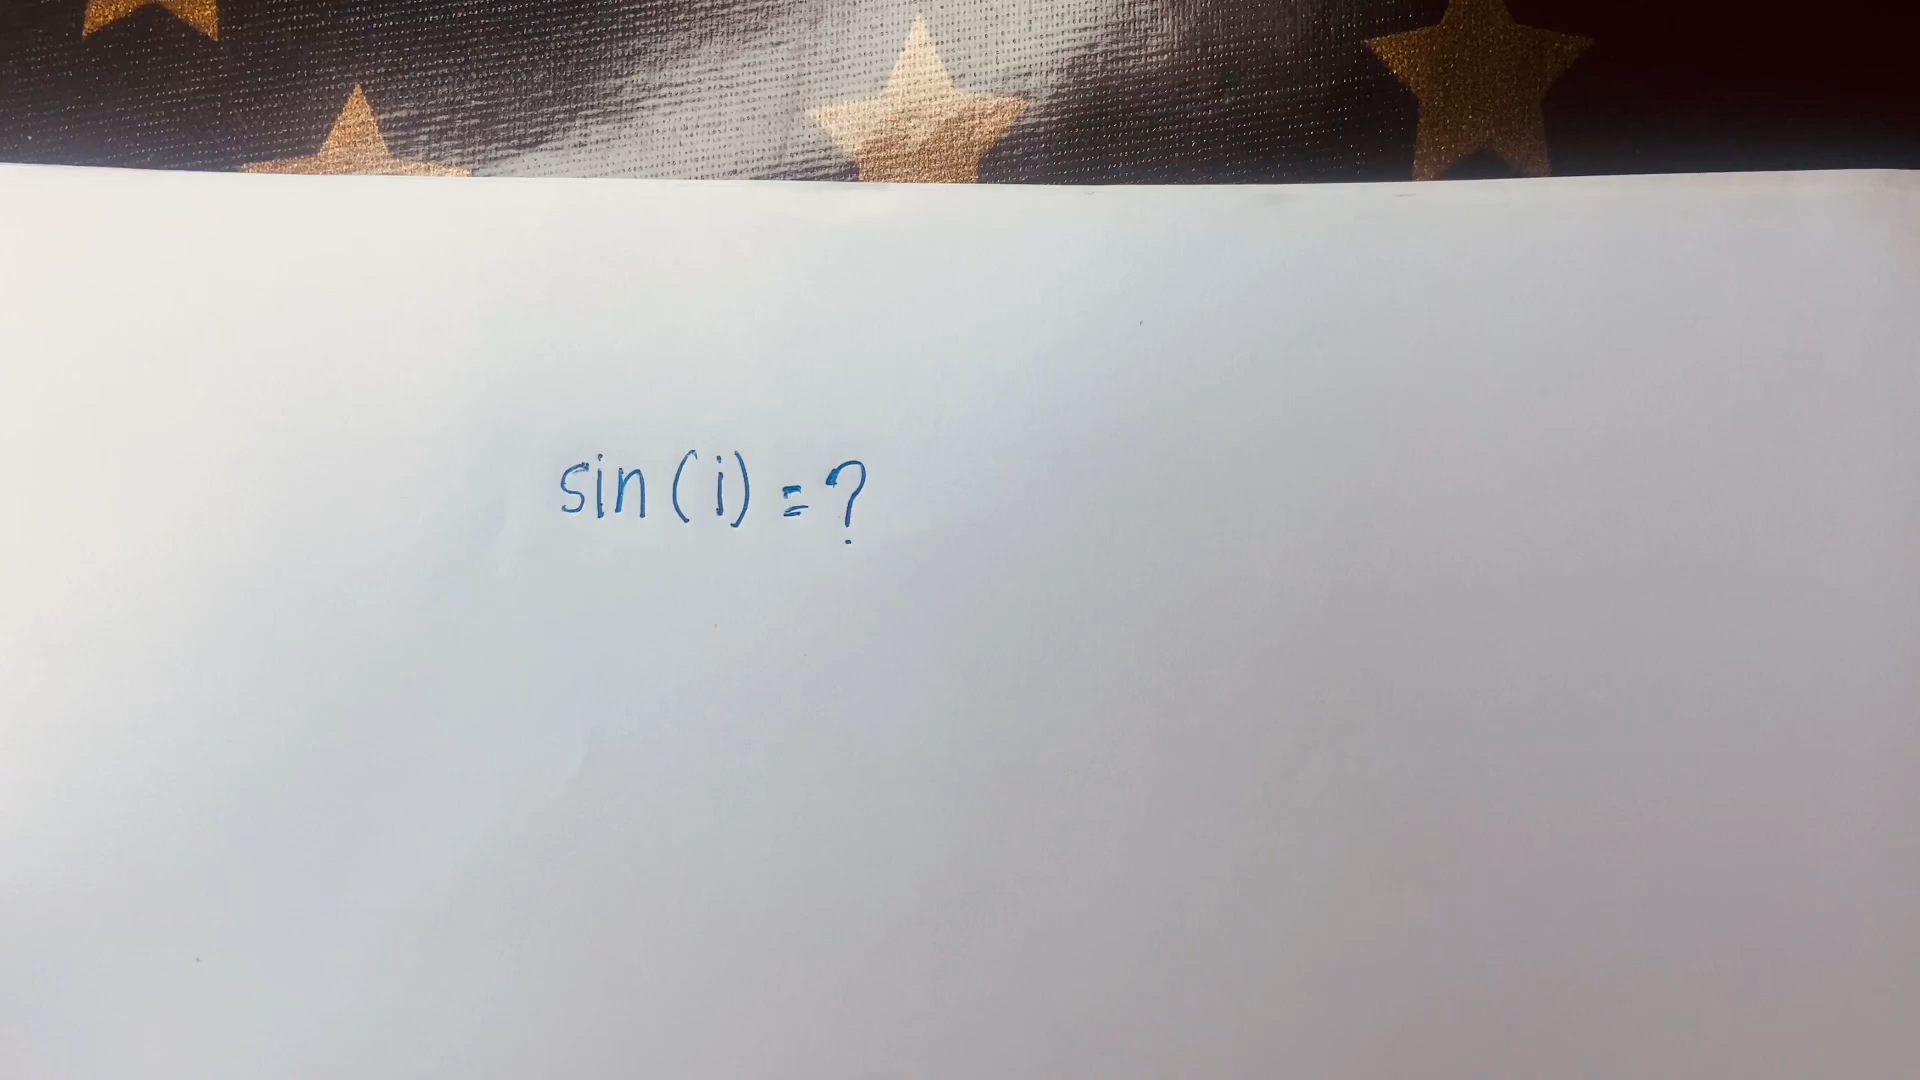 sin (i) = ?